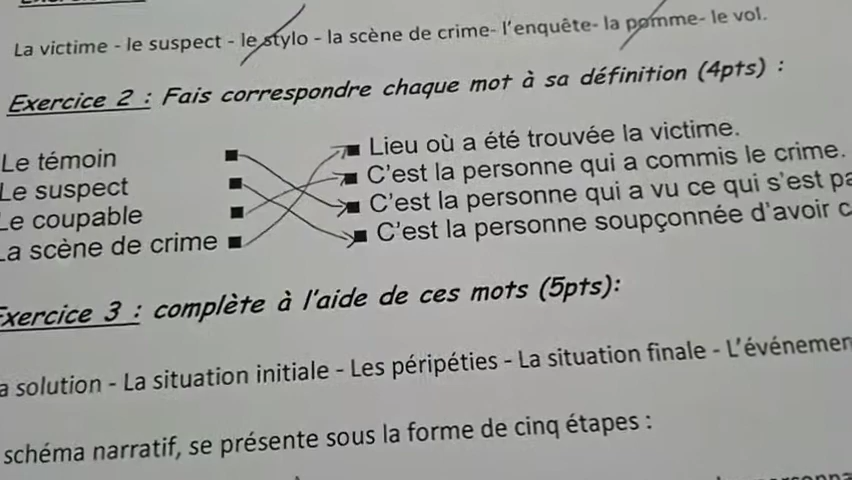 La victime - le suspect - le stylo - la scène de crime- l'enquête- la pomme- le vol.
Exercice 2 : Fais correspondre chaque mot à sa définition (4pts) :
Le témoin
Le suspect
Le coupable
La scène de crime
Lieu où a été trouvée la victime.
C'est la personne qui a commis le crime.
C'est la personne qui a vu ce qui s'est
C'est la personne soupçonnée d'avoir
Exercice 3 : complète à l'aide de ces mots (5pts):
solution - La situation initiale - Les péripéties - La situation finale -
schéma narratif, se présente sous la forme de cinq étapes :